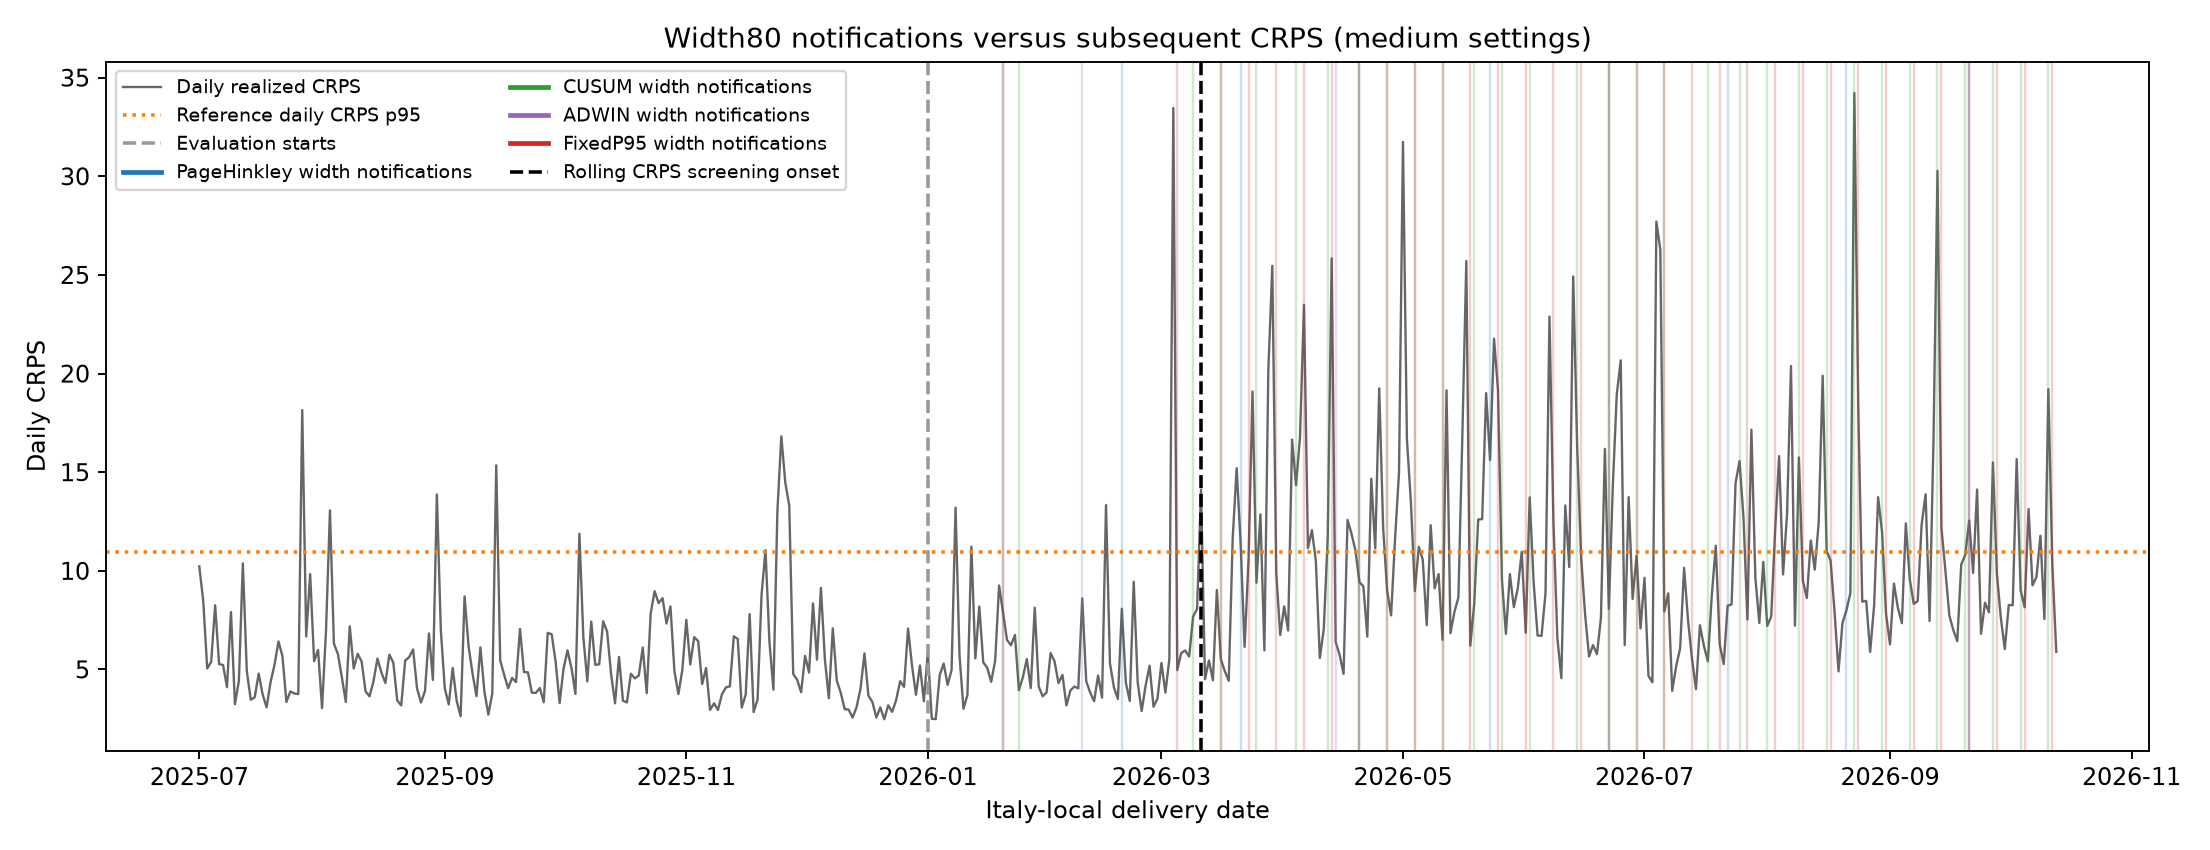 Width80 notifications versus subsequent CRPS (medium settings)
Daily realized CRPS
Reference daily CRPS p95
Evaluation starts
PageHinkley width notifications
CUSUM width notifications
ADWIN width notifications
FixedP95 width notifications
Rolling CRPS screening onset
Daily CRPS
35
30
25
20
15
10
5
2025-07
2025-09
2025-11
2026-01
2026-03
2026-05
2026-07
2026-09
2026-11
Italy-local delivery date